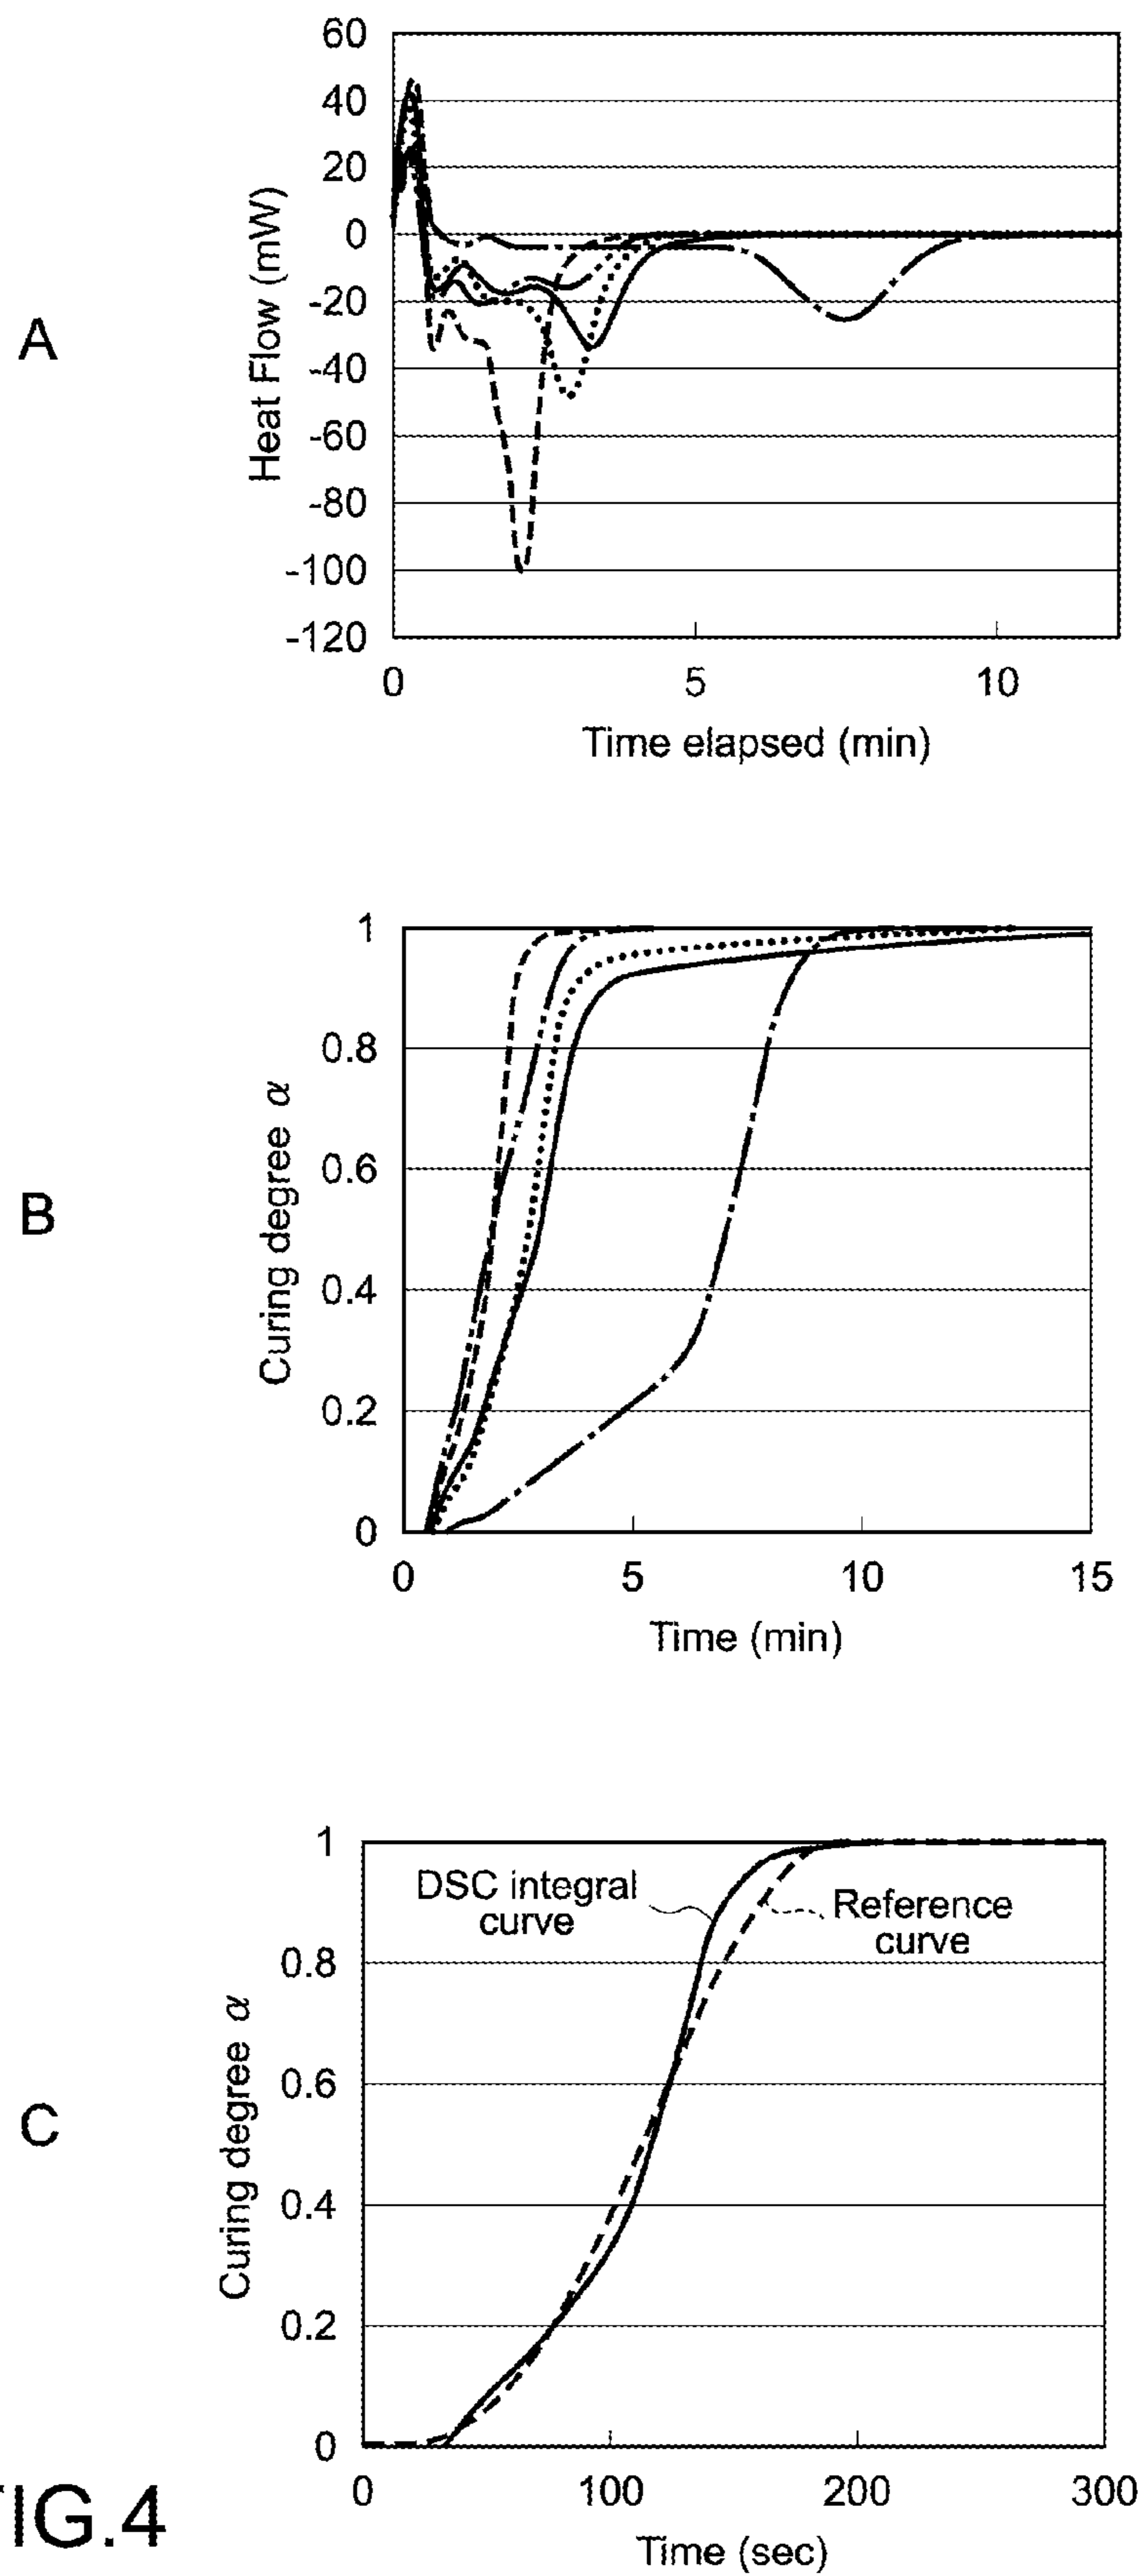 A
60
40
20
0
-20
-40
-60
-80
-100
-120
Heat Flow (mW)
0 5 10
Time elapsed (min)
B
1
0.8
0.6
0.4
0.2
0
Curing degree α
0 5 10 15
Time (min)
C
1
0.8
0.6
0.4
0.2
0
Curing degree α
DSC integral
curve
Reference
curve
0 100 200 300
Time (sec)
IG.4